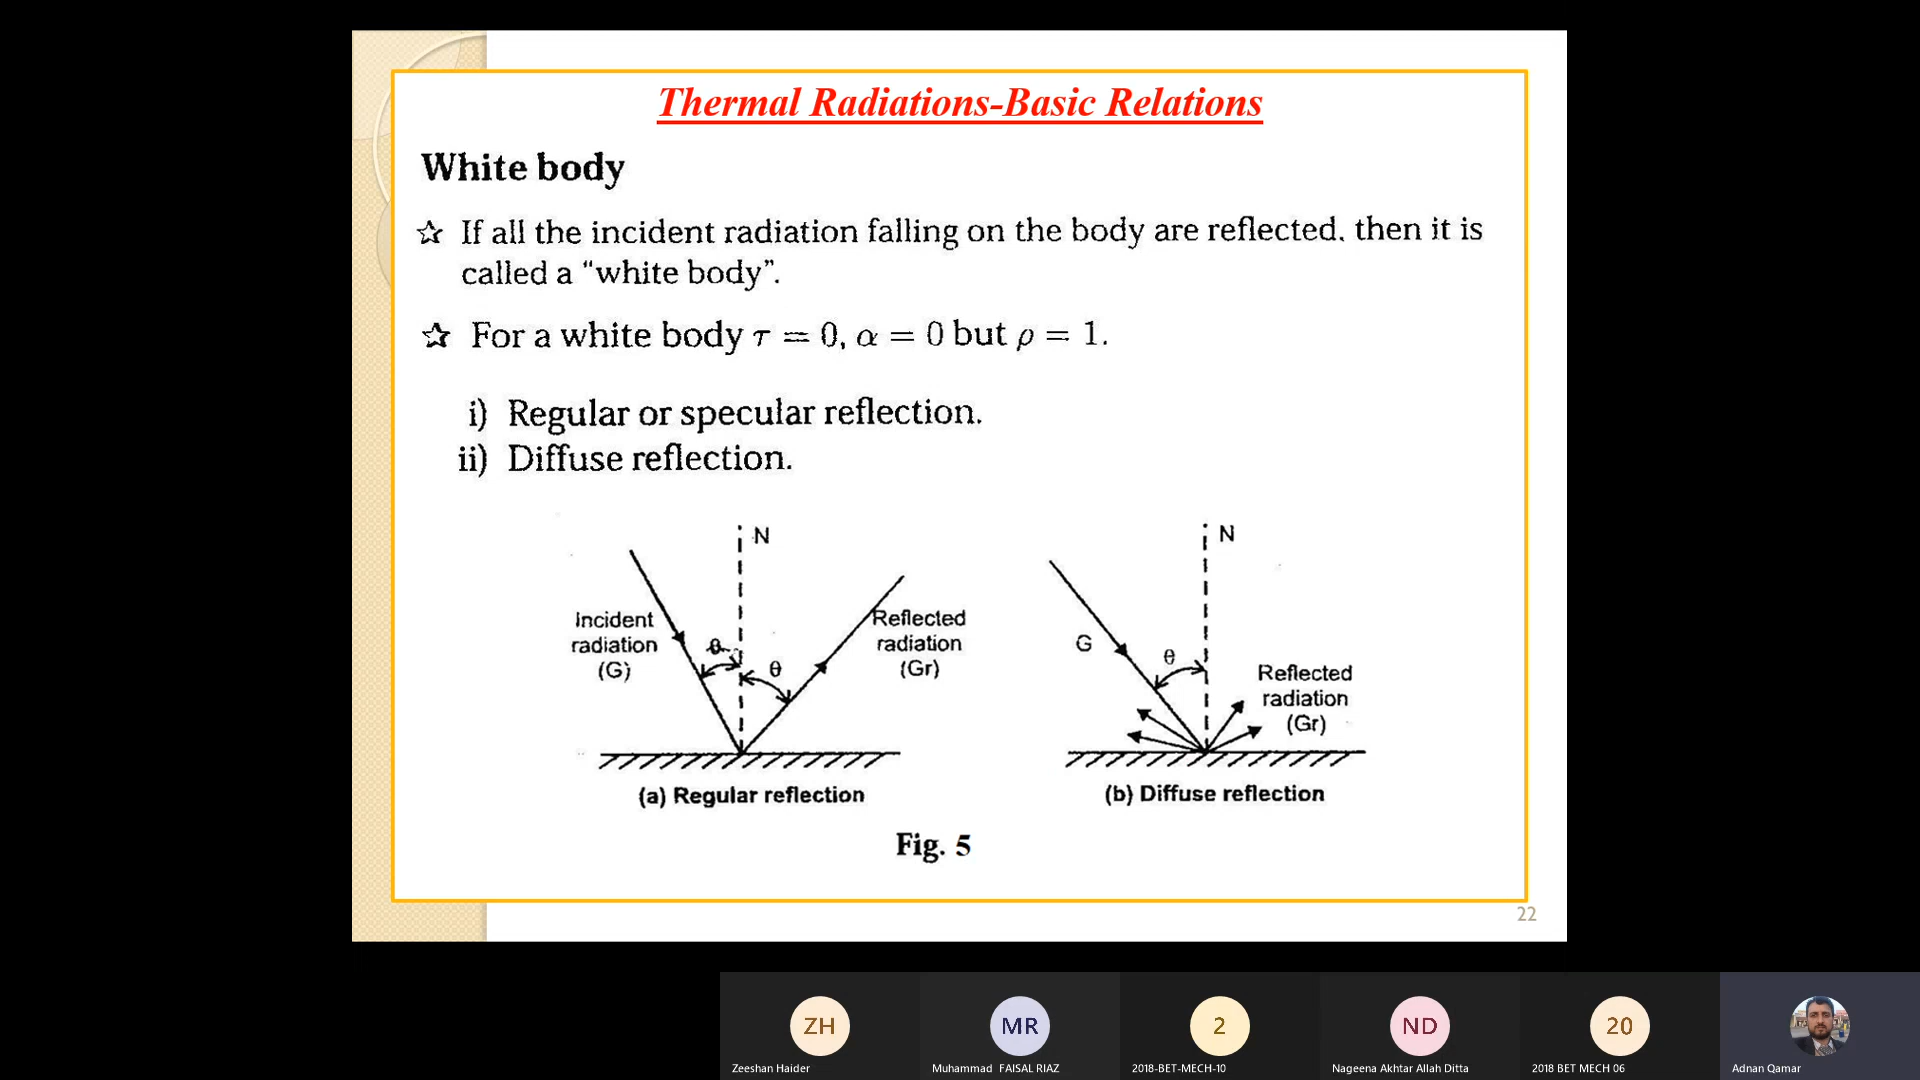 Thermal Radiations-Basic Relations
White body
☆ If all the incident radiation falling on the body are reflected. then it is
called a “white body”.
☆ For a white body τ = 0, α = 0 but ρ = 1.
i) Regular or specular reflection.
ii) Diffuse reflection.
N
Incident
radiation
(G)
θ
θ
Reflected
radiation
(Gr)
(a) Regular reflection
N
G
θ
Reflected
radiation
(Gr)
(b) Diffuse reflection
Fig. 5
22
ZH
Zeeshan Haider
MR
Muhammad FAISAL RIAZ
2
2018-BET-MECH-10
ND
Nageena Akhtar Allah Ditta
20
2018 BET MECH 06
Adnan Qamar